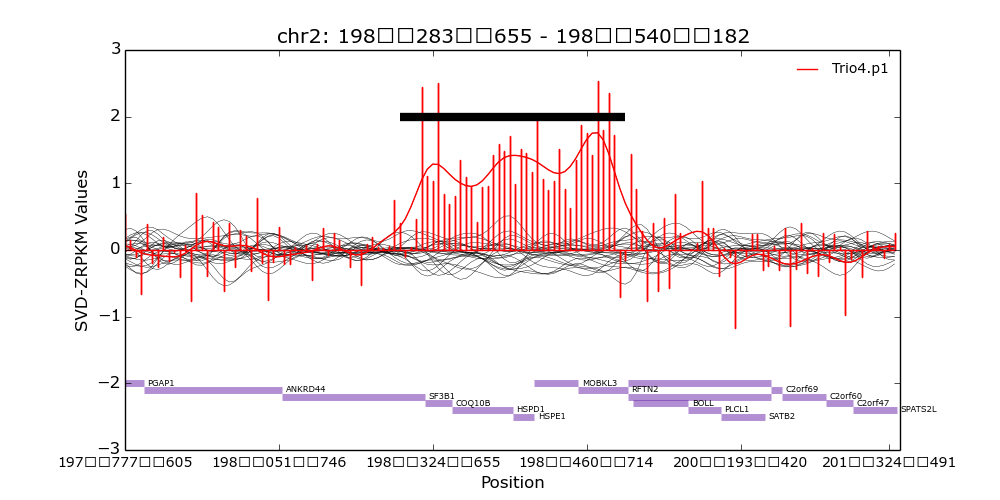 chr2: 198□□283□□655 - 198□□540□□182
Trio4.p1
SVD-ZRPKM Values
3
2
1
0
−1
−2
−3
PGAP1
MOBKL3
C2orf69
ANKRD44
RFTN2
SF3B1
C2orf60
COQ10B
BOLL
C2orf47
HSPD1
PLCL1
SPATS2L
HSPE1
SATB2
197□□777□□605
198□□051□□746
198□□324□□655
198□□460□□714
200□□193□□420
201□□324□□491
Position